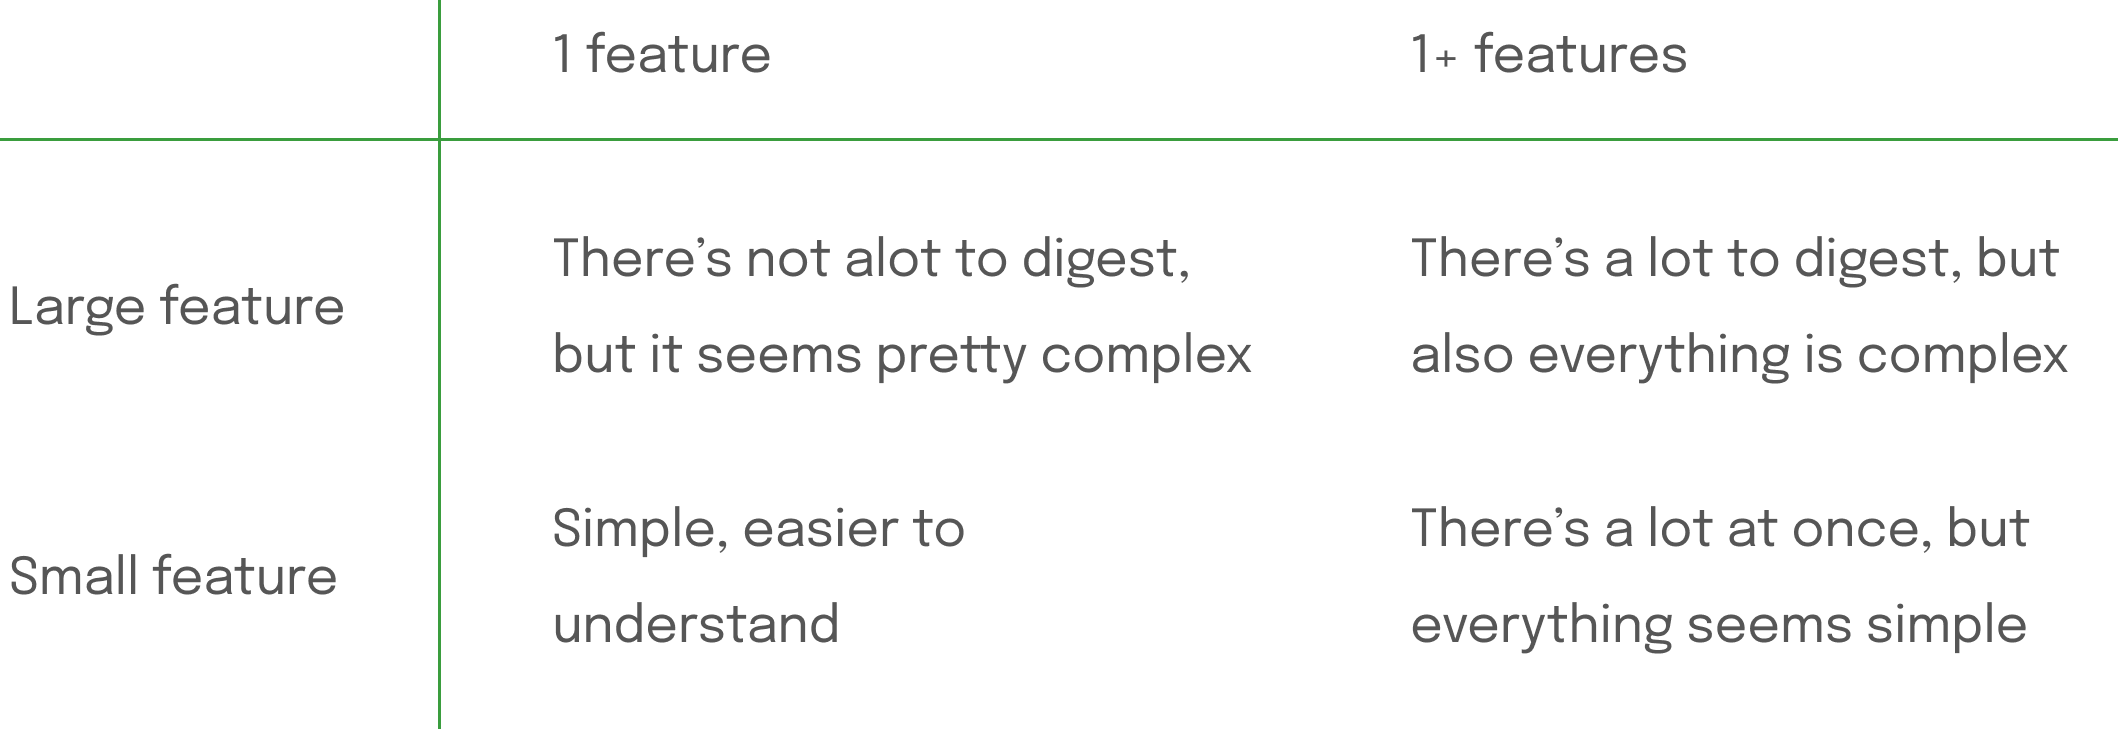 1 feature
1+ features
Large feature
There’s not alot to digest,
but it seems pretty complex
There’s a lot to digest, but
also everything is complex
Small feature
Simple, easier to
understand
There’s a lot at once, but
everything seems simple